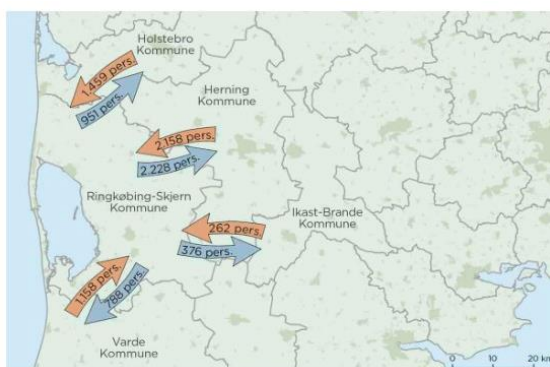 Holstebro
Kommune
1.459 pers.
951 pers.
Herning
Kommune
2.158 pers.
2.228 pers.
Ringkøbing-Skjern
Kommune
Ikast-Brande
Kommune
262 pers.
376 pers.
1.158 pers.
788 pers.
Varde
Kommune
0 10 20 km